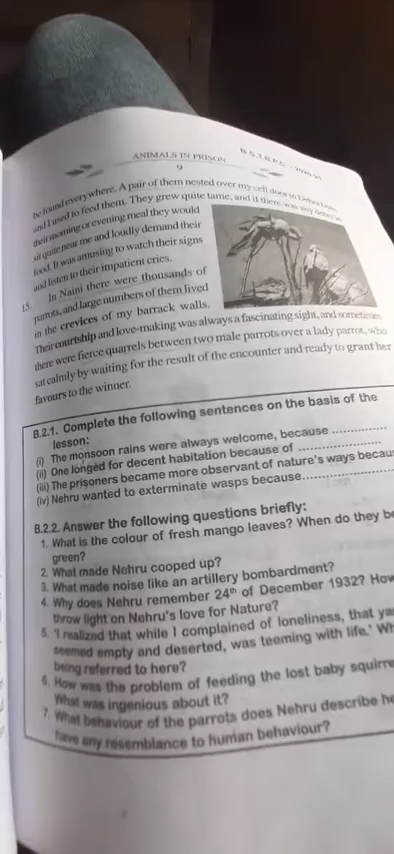 B.S.T.B.P.C. - 2020-21
ANIMALS IN PRISON
9
be found everywhere. A pair of them nested over my cell door in Dehra Dun,
and I used to feed them. They grew quite tame, and if there was any delay in
their morning or evening meal they would
sit quite near me and loudly demand their
food. It was amusing to watch their signs
and listen to their impatient cries.
15. In Naini there were thousands of
parrots, and large numbers of them lived
in the crevices of my barrack walls.
Their courtship and love-making was always a fascinating sight, and sometimes
there were fierce quarrels between two male parrots over a lady parrot, who
sat calmly by waiting for the result of the encounter and ready to grant her
favours to the winner.
B.2.1. Complete the following sentences on the basis of the
lesson:
(i) The monsoon rains were always welcome, because ..............
(ii) One longed for decent habitation because of .....................
(iii) The prisoners became more observant of nature's ways becau
(iv) Nehru wanted to exterminate wasps because.......................
B.2.2. Answer the following questions briefly:
1. What is the colour of fresh mango leaves? When do they be
green?
2. What made Nehru cooped up?
3. What made noise like an artillery bombardment?
4. Why does Nehru remember 24th of December 1932? How
throw light on Nehru's love for Nature?
5. 'I realized that while I complained of loneliness, that ya
seemed empty and deserted, was teeming with life.' Wh
being referred to here?
6. How was the problem of feeding the lost baby squirre
What was ingenious about it?
7. What behaviour of the parrots does Nehru describe he
have any resemblance to human behaviour?